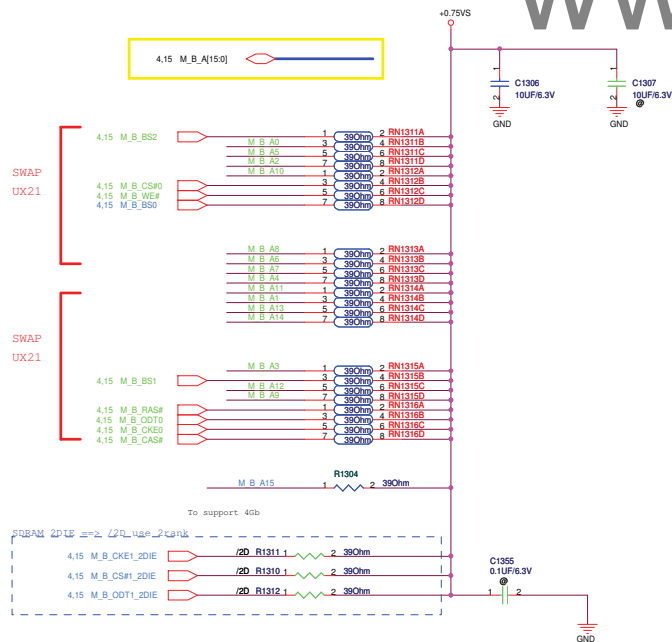 WW
+0.75VS
4,15 M_B_A[15:0]
1 C1306 10UF/6.3V 2 GND
1 C1307 10UF/6.3V @ 2 GND
SWAP
UX21
4,15 M_B_BS2 1 39Ohm 2 RN1311A
M_B_A0 3 39Ohm 4 RN1311B
M_B_A5 5 39Ohm 6 RN1311C
M_B_A2 7 39Ohm 8 RN1311D
M_B_A10 1 39Ohm 2 RN1312A
4,15 M_B_CS#0 3 39Ohm 4 RN1312B
4,15 M_B_WE# 5 39Ohm 6 RN1312C
4,15 M_B_BS0 7 39Ohm 8 RN1312D
M_B_A8 1 39Ohm 2 RN1313A
M_B_A6 3 39Ohm 4 RN1313B
M_B_A7 5 39Ohm 6 RN1313C
M_B_A4 7 39Ohm 8 RN1313D
M_B_A11 1 39Ohm 2 RN1314A
M_B_A1 3 39Ohm 4 RN1314B
M_B_A13 5 39Ohm 6 RN1314C
M_B_A14 7 39Ohm 8 RN1314D
SWAP
UX21
M_B_A3 1 39Ohm 2 RN1315A
4,15 M_B_BS1 3 39Ohm 4 RN1315B
M_B_A12 5 39Ohm 6 RN1315C
M_B_A9 7 39Ohm 8 RN1315D
4,15 M_B_RAS# 1 39Ohm 2 RN1316A
4,15 M_B_ODT0 3 39Ohm 4 RN1316B
4,15 M_B_CKE0 5 39Ohm 6 RN1316C
4,15 M_B_CAS# 7 39Ohm 8 RN1316D
R1304
M_B_A15 1 2 39Ohm
To support 4Gb
SDRAM 2DIE ==> /2D use 2rank
4,15 M_B_CKE1_2DIE /2D R1311 1 2 39Ohm
4,15 M_B_CS#1_2DIE /2D R1310 1 2 39Ohm
4,15 M_B_ODT1_2DIE /2D R1312 1 2 39Ohm
C1355
0.1UF/6.3V
@
1 2
GND